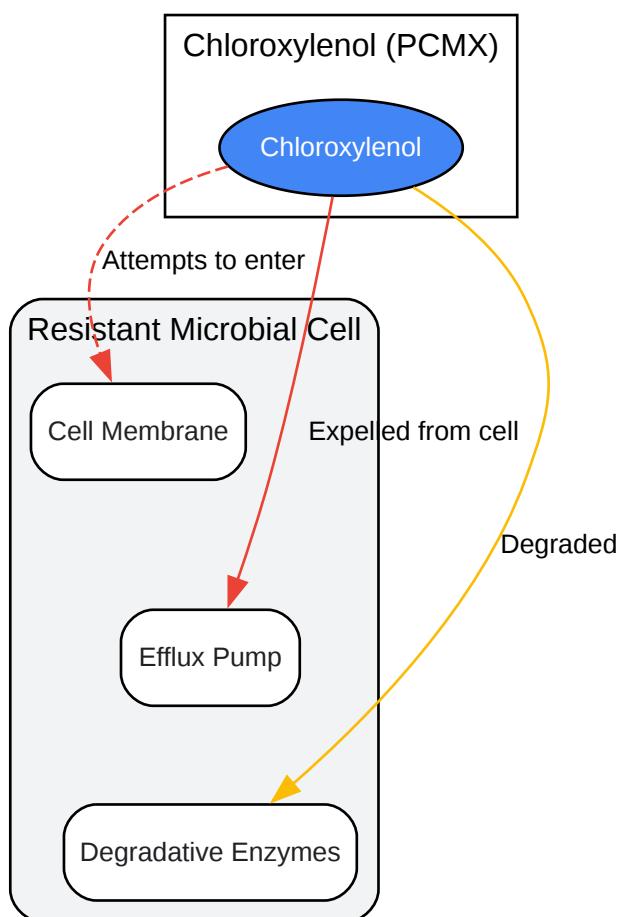 Chloroxylenol (PCMX)
Chloroxylenol
Attempts to enter
Resistant Microbial Cell
Cell Membrane
Expelled from cell
Degraded
Efflux Pump
Degradative Enzymes